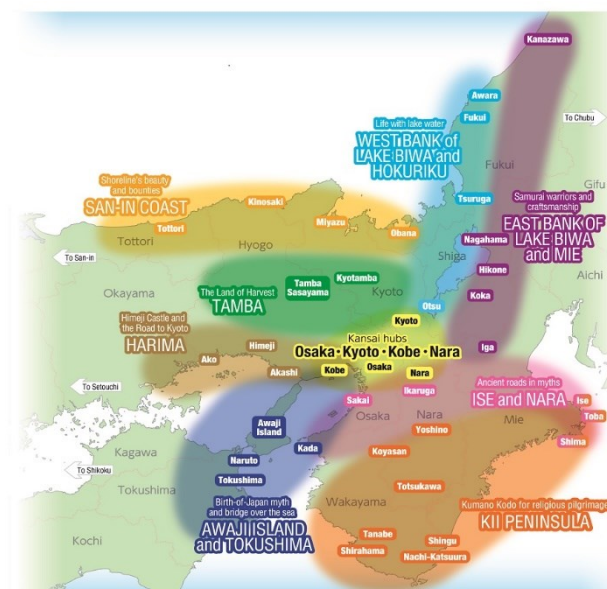 Kanazawa
Awara
Fukui
To Chubu
Life with lake water
WEST BANK of
LAKE BIWA and
HOKURIKU
Fukui
Gifu
Shoreline's beauty
and bounties
SAN-IN COAST
Kinosaki
Tottori
Miyazu
Obana
Tottori
Hyogo
Tsuruga
Samurai warriors and
craftsmanship
EAST BANK of
LAKE BIWA
and MIE
Nagahama
Shiga
Hikone
Aichi
To San-in
Okayama
The Land of Harvest
TAMBA
Tamba
Sasayama
Kyotamba
Kyoto
Otsu
Koka
Himeji Castle and
the Road to Kyoto
HARIMA
Kyoto
Kansai hubs
Osaka・Kyoto・Kobe・Nara
Himeji
Ako
Akashi
Kobe
Osaka
Nara
Iga
To Setouchi
Ikaruga
Sakai
Ancient roads in myths
ISE and NARA
Osaka
Nara
Mie
Ise
Toba
Shima
Awaji
Island
Yoshino
Kada
Koyasan
Kagawa
Naruto
To Shikoku
Tokushima
Tokushima
Totsukawa
Wakayama
Birth-of-Japan myth
and bridge over the sea
AWAJIISLAND
and TOKUSHIMA
Kumano Kodo for religious pilgrimage
KII PENINSULA
Kochi
Tanabe
Shingu
Shirahama
Nachi-Katsuura